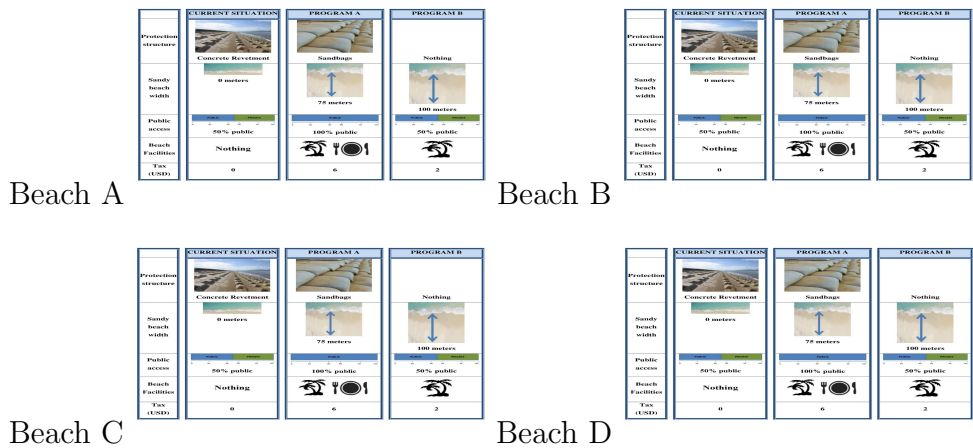 CURRENT SITUATION PROGRAM A PROGRAM B
Protection
structure
Concrete Revetment Sandbags Nothing
Sandy
beach
width
0 meters
75 meters
100 meters
Public
access
50% public 100% public 50% public
Beach
Facilities
Nothing
Tax
(USD)
0 6 2
Beach A
CURRENT SITUATION PROGRAM A PROGRAM B
Protection
structure
Concrete Revetment Sandbags Nothing
Sandy
beach
width
0 meters
75 meters
100 meters
Public
access
50% public 100% public 50% public
Beach
Facilities
Nothing
Tax
(USD)
0 6 2
Beach B
CURRENT SITUATION PROGRAM A PROGRAM B
Protection
structure
Concrete Revetment Sandbags Nothing
Sandy
beach
width
0 meters
75 meters
100 meters
Public
access
50% public 100% public 50% public
Beach
Facilities
Nothing
Tax
(USD)
0 6 2
Beach C
CURRENT SITUATION PROGRAM A PROGRAM B
Protection
structure
Concrete Revetment Sandbags Nothing
Sandy
beach
width
0 meters
75 meters
100 meters
Public
access
50% public 100% public 50% public
Beach
Facilities
Nothing
Tax
(USD)
0 6 2
Beach D